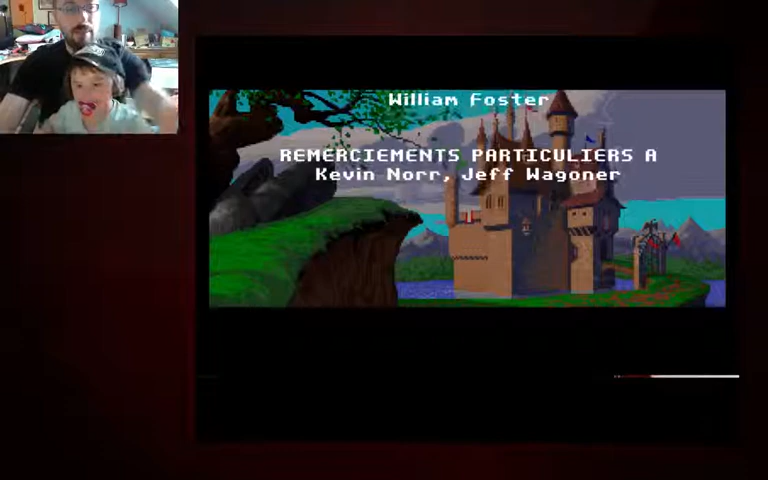 William Foster
REMERCIEMENTS PARTICULIERS A
Kevin Norr, Jeff Wagoner